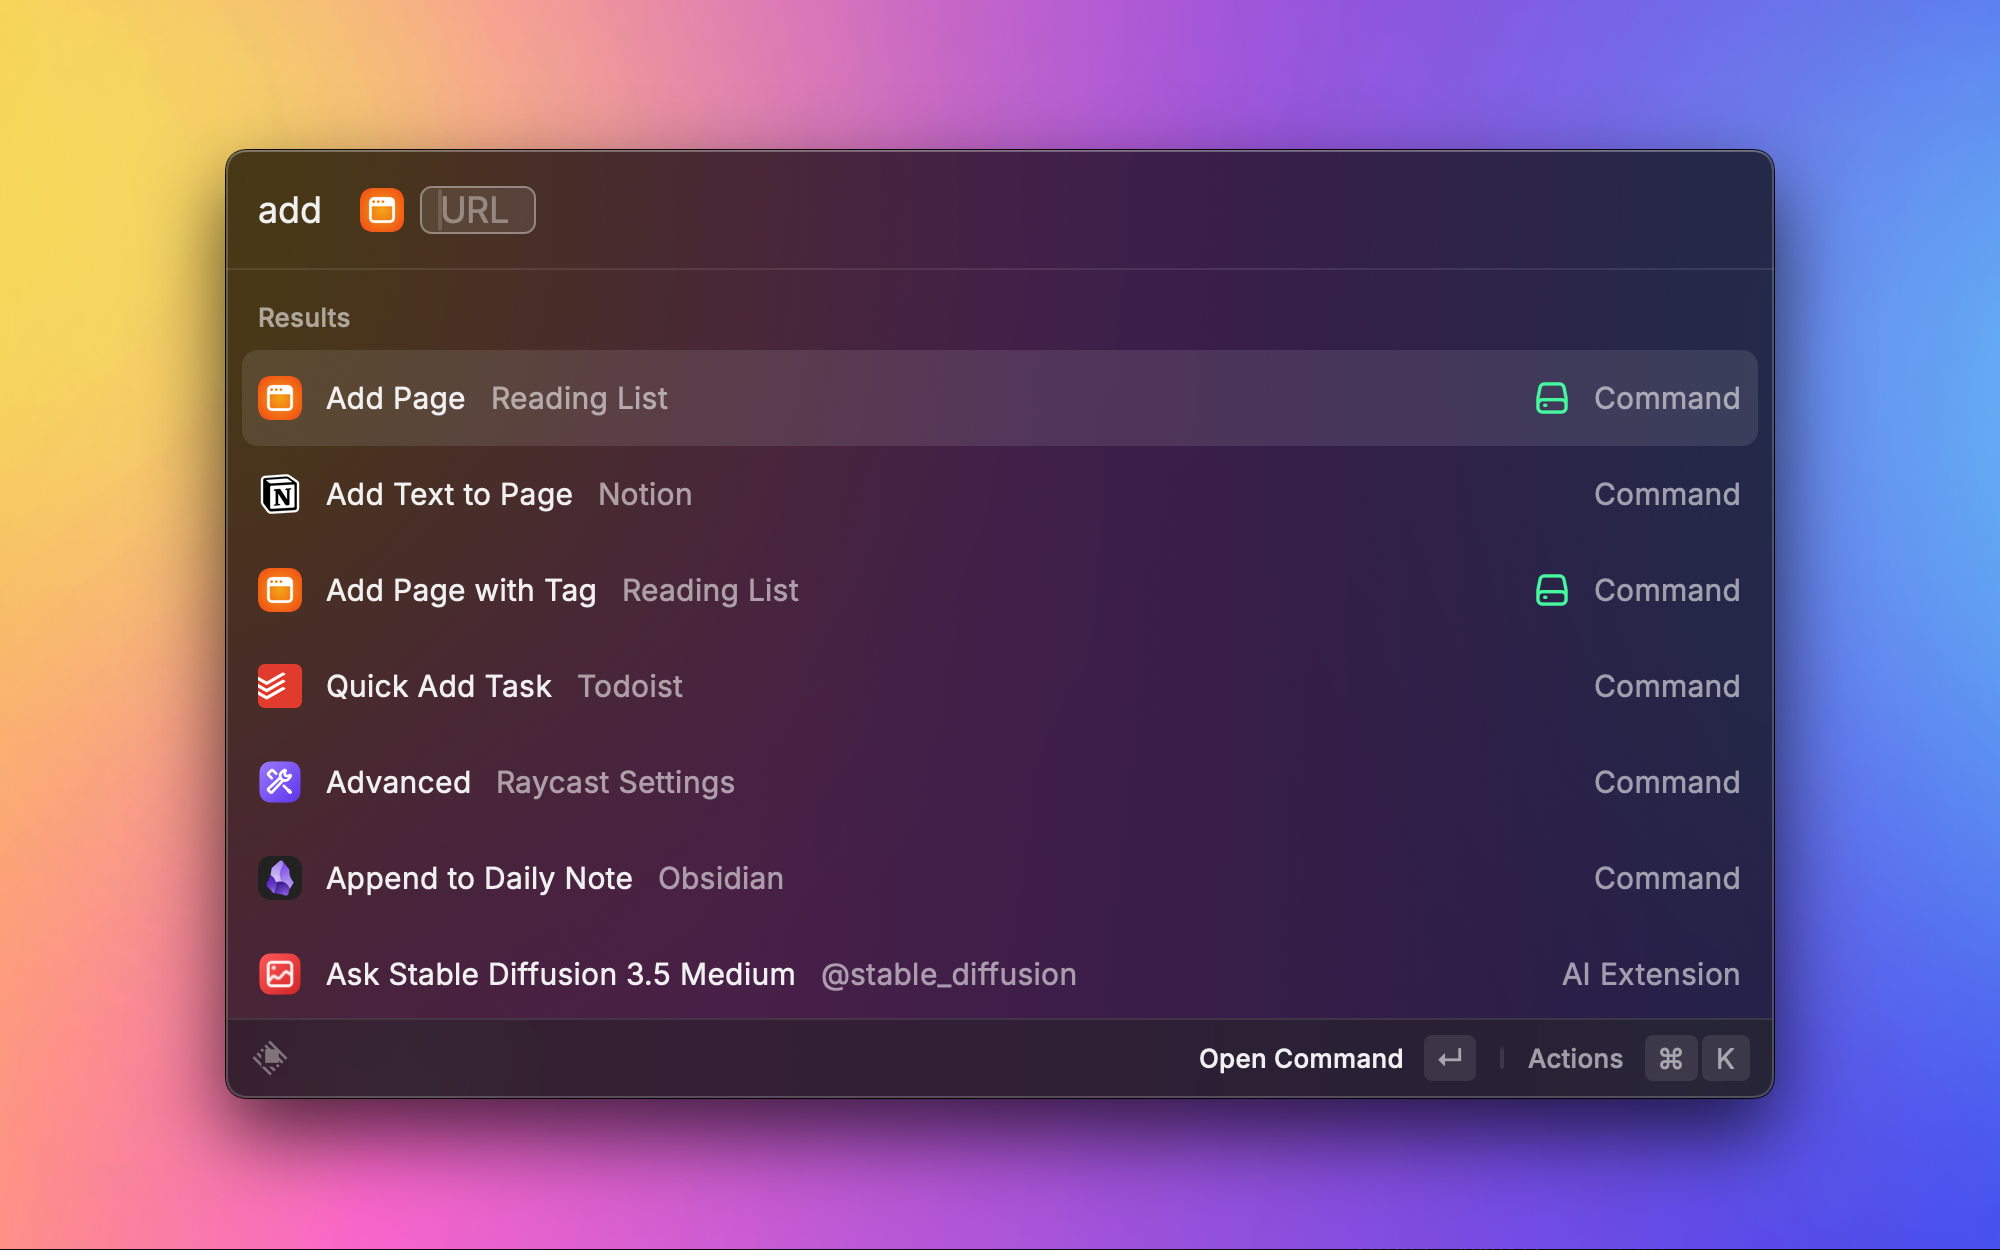 add URL
Results
Add Page Reading List Command
N Add Text to Page Notion Command
Add Page with Tag Reading List Command
Quick Add Task Todoist Command
Advanced Raycast Settings Command
Append to Daily Note Obsidian Command
Ask Stable Diffusion 3.5 Medium @stable_diffusion AI Extension
Open Command ↵ Actions ⌘ K